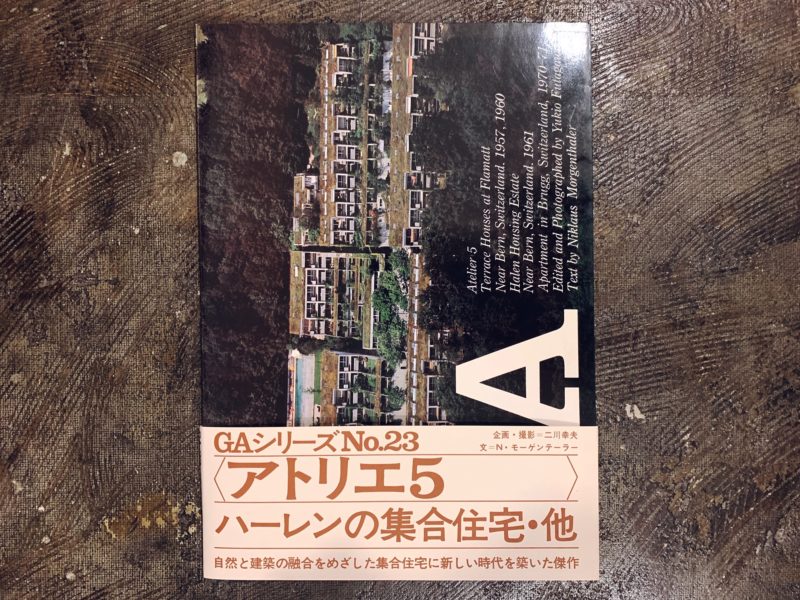 Atelier 5
Terrace Houses at Flamatt
Near Bern, Switzerland. 1957, 1960
Halen Housing Estate
Near Bern, Switzerland. 1961
Apartment in Brugg, Switzerland, 1970-71
Edited and Photographed by Yukio Futagawa
Text by Niklaus Morgenthaler
A
GAシリーズNo.23
企画・撮影=二川幸夫
文=N・モーゲンテーラー
〈アトリエ5〉
ハーレンの集合住宅・他
自然と建築の融合をめざした集合住宅に新しい時代を築いた傑作